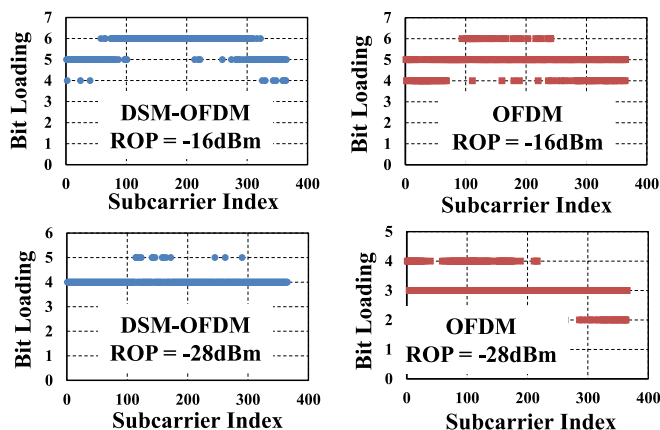 7
6
5
4
3
2
1
0
Bit Loading
DSM-OFDM
ROP = -16dBm
0 100 200 300 400
Subcarrier Index
7
6
5
4
3
2
1
0
Bit Loading
OFDM
ROP = -16dBm
0 100 200 300 400
Subcarrier Index
6
5
4
3
2
1
0
Bit Loading
DSM-OFDM
ROP = -28dBm
0 100 200 300 400
Subcarrier Index
5
4
3
2
1
0
Bit Loading
OFDM
ROP = -28dBm
0 100 200 300 400
Subcarrier Index